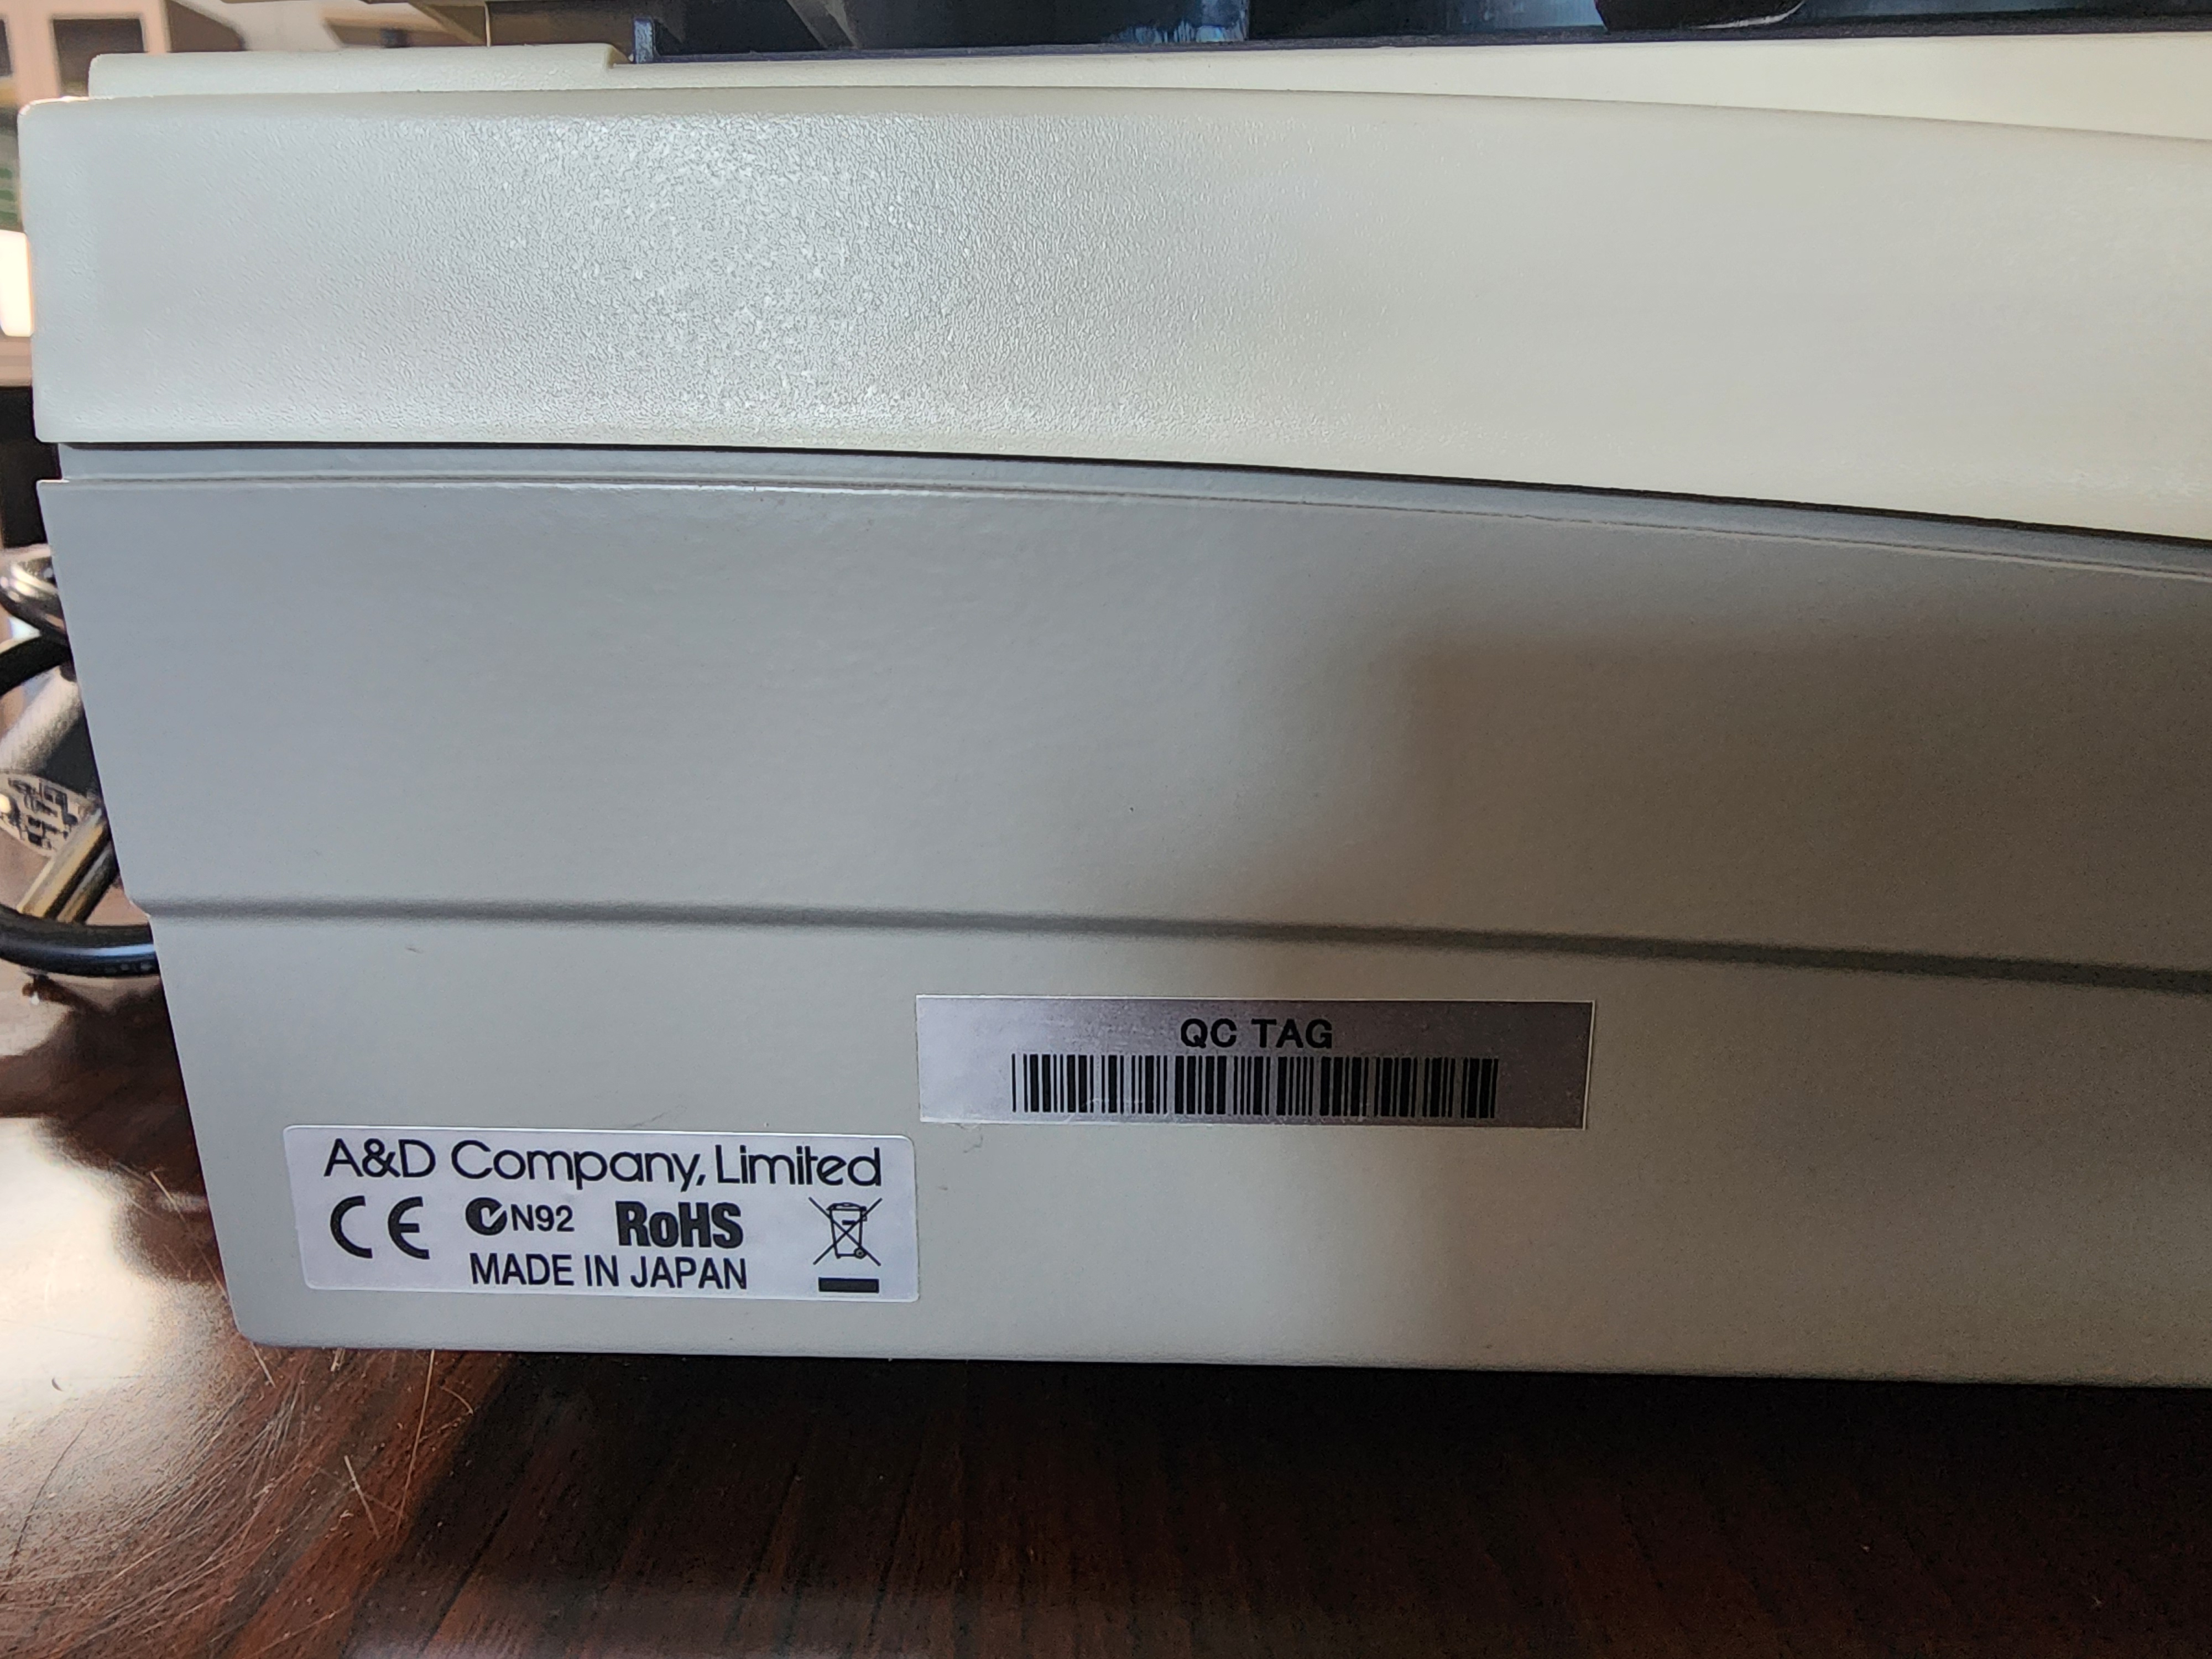 QC TAG
A&D Company, Limited
CE N92 RoHS
MADE IN JAPAN